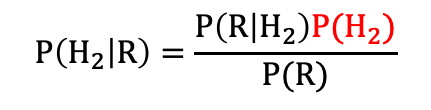 P(H₂|R) = P(R|H₂)P(H₂) / P(R)